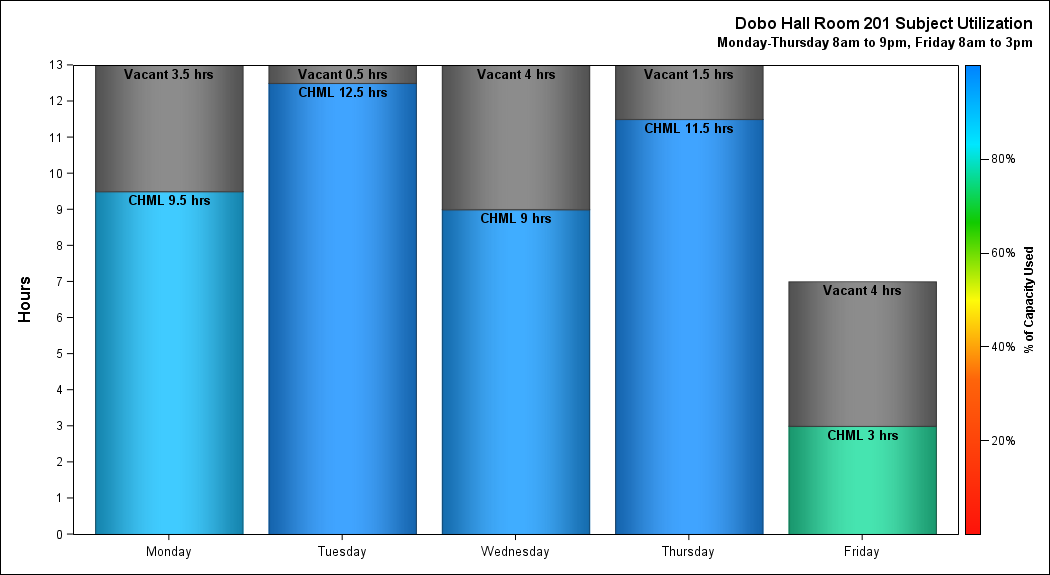 Dobo Hall Room 201 Subject Utilization
Monday-Thursday 8am to 9pm, Friday 8am to 3pm
Hours
13
12
11
10
9
8
7
6
5
4
3
2
1
0
Vacant 3.5 hrs
CHML 9.5 hrs
Vacant 0.5 hrs
CHML 12.5 hrs
Vacant 4 hrs
CHML 9 hrs
Vacant 1.5 hrs
CHML 11.5 hrs
Vacant 4 hrs
CHML 3 hrs
Monday
Tuesday
Wednesday
Thursday
Friday
80%
60%
40%
20%
% of Capacity Used